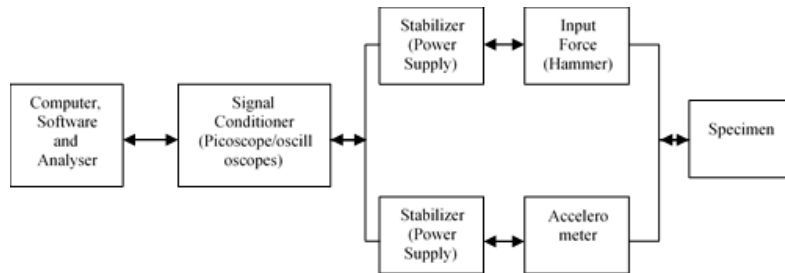 Computer,
Software
and
Analyser
Signal
Conditioner
(Picoscope/oscill
oscopes)
Stabilizer
(Power
Supply)
Input
Force
(Hammer)
Stabilizer
(Power
Supply)
Accelero
meter
Specimen